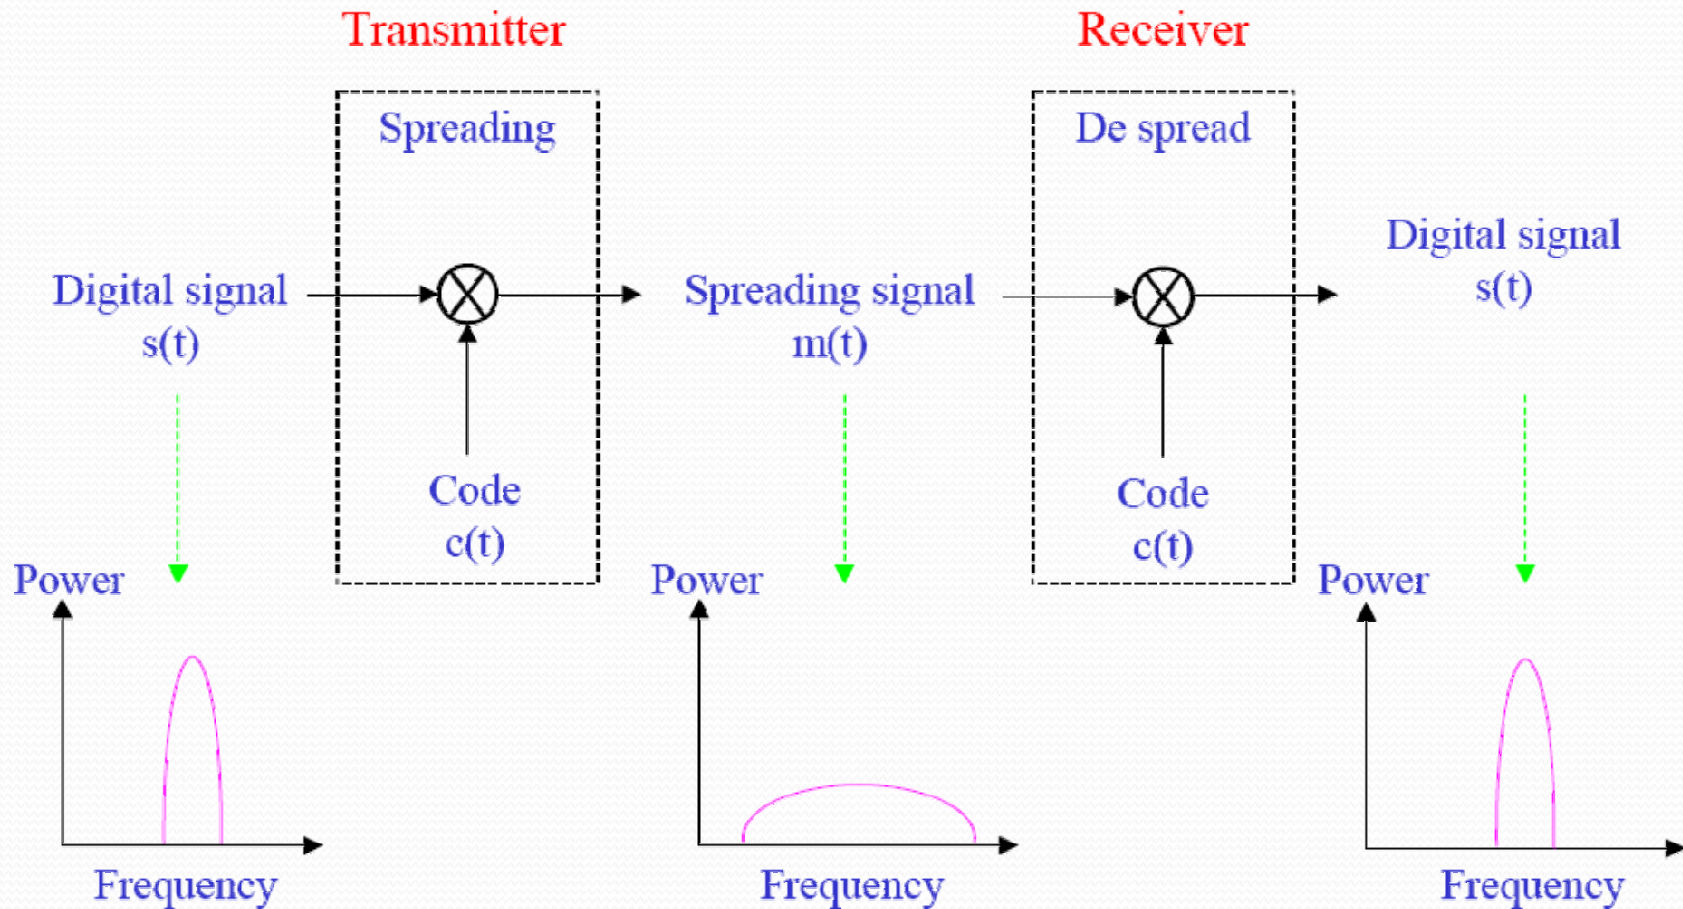 Transmitter
Receiver
Spreading
De spread
Digital signal
s(t)
Spreading signal
m(t)
Digital signal
s(t)
Code
c(t)
Code
c(t)
Power
Power
Power
Frequency
Frequency
Frequency